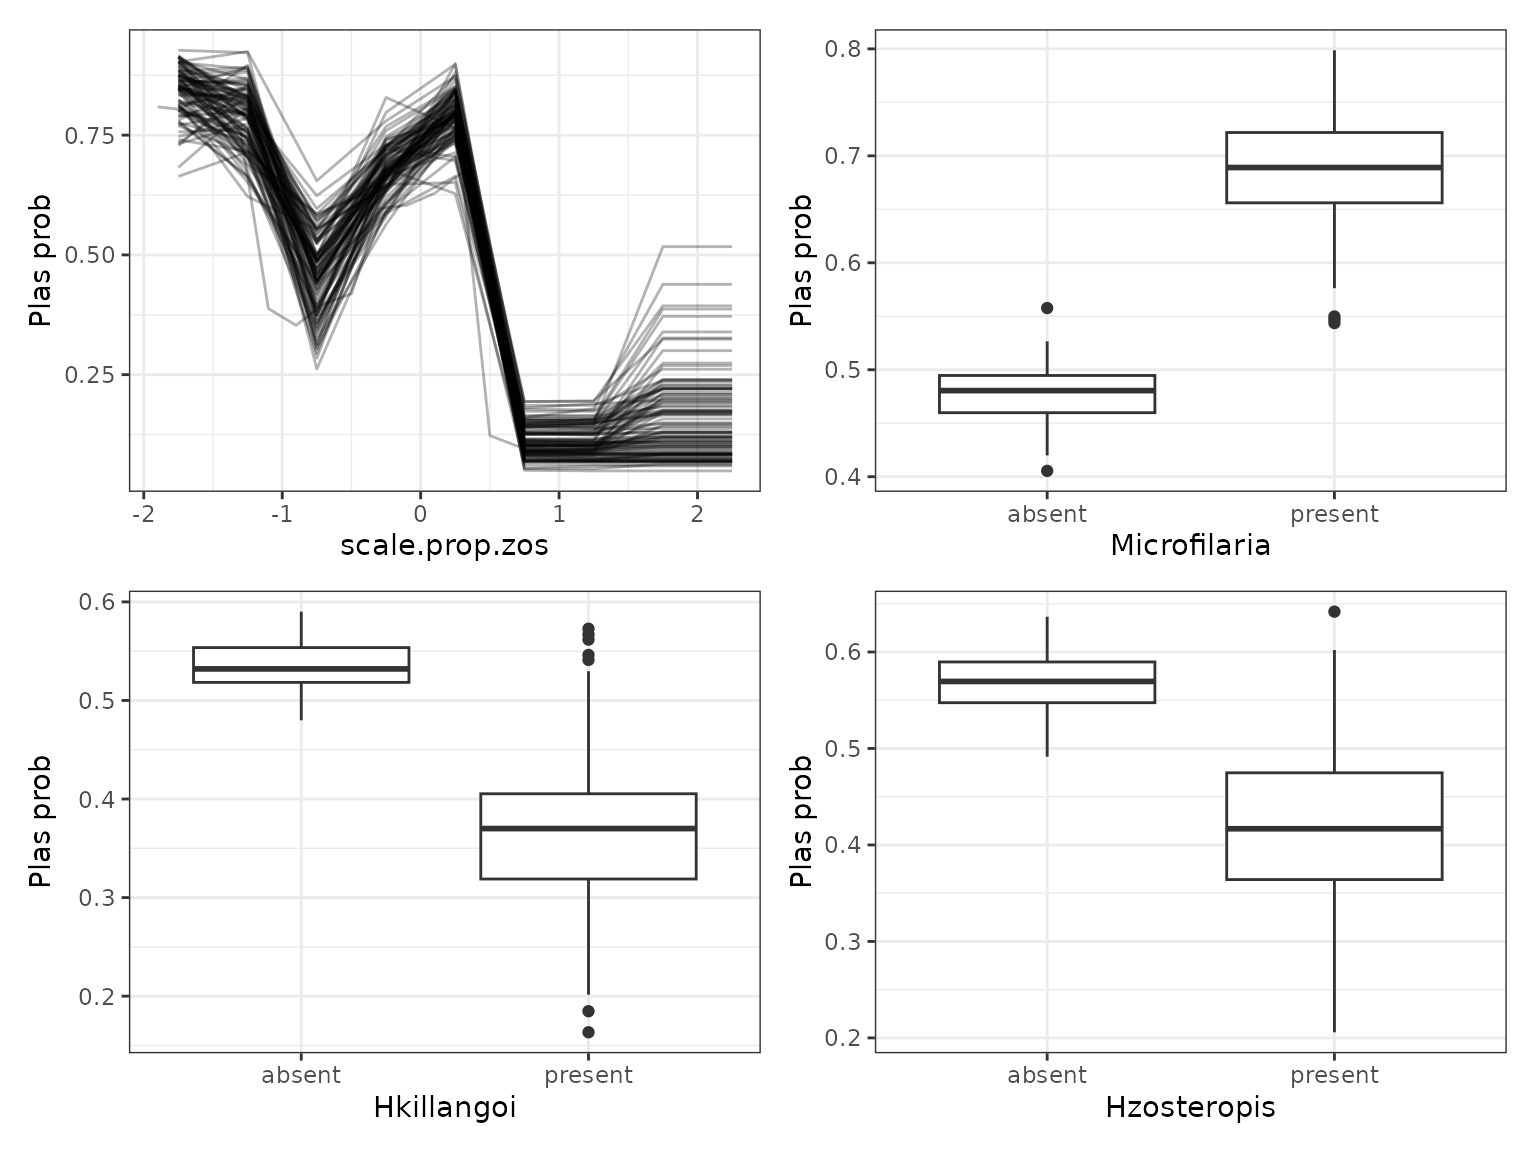 Plas prob
0.75
0.50
0.25
-2 -1 0 1 2
scale.prop.zos
Plas prob
0.8
0.7
0.6
0.5
0.4
absent present
Microfilaria
Plas prob
0.6
0.5
0.4
0.3
0.2
absent present
Hkillangoi
Plas prob
0.6
0.5
0.4
0.3
0.2
absent present
Hzosteropis